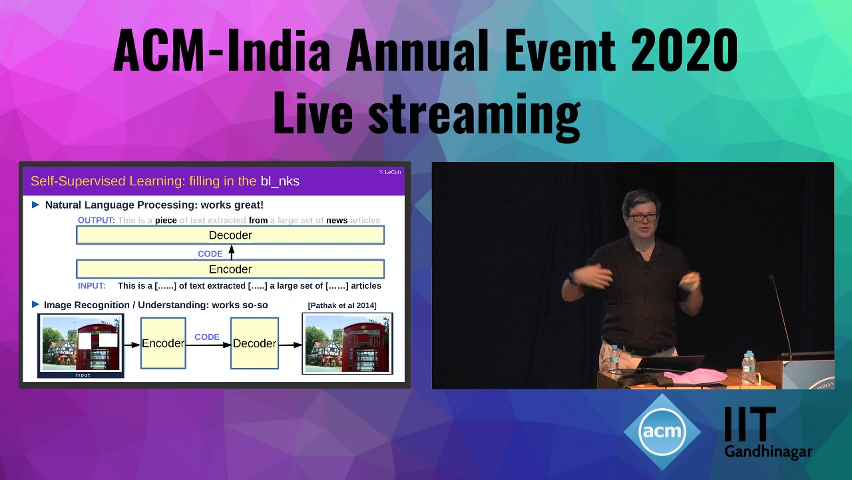 ACM-India Annual Event 2020
Live streaming
Y. LeCun
Self-Supervised Learning: filling in the bl_nks
Natural Language Processing: works great!
OUTPUT: This is a piece of text extracted from a large set of news articles
Decoder
CODE
Encoder
INPUT: This is a [......] of text extracted [.....] a large set of [......] articles
Image Recognition / Understanding: works so-so
[Pathak et al 2014]
Encoder
CODE
Decoder
input
acm
IIT
Gandhinagar